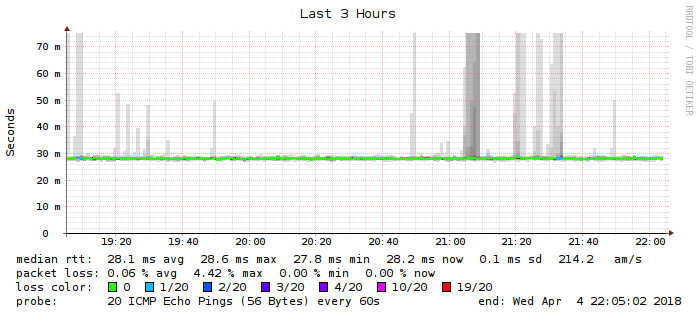 Last 3 Hours
RRDTOOL / TOBI OETIKER
Seconds
70 m
60 m
50 m
40 m
30 m
20 m
10 m
0
19:20 19:40 20:00 20:20 20:40 21:00 21:20 21:40 22:00
median rtt: 28.1 ms avg 28.6 ms max 27.8 ms min 28.2 ms now 0.1 ms sd 214.2 am/s
packet loss: 0.06 % avg 4.42 % max 0.00 % min 0.00 % now
loss color: 0 1/20 2/20 3/20 4/20 10/20 19/20
probe: 20 ICMP Echo Pings (56 Bytes) every 60s end: Wed Apr 4 22:05:02 2018